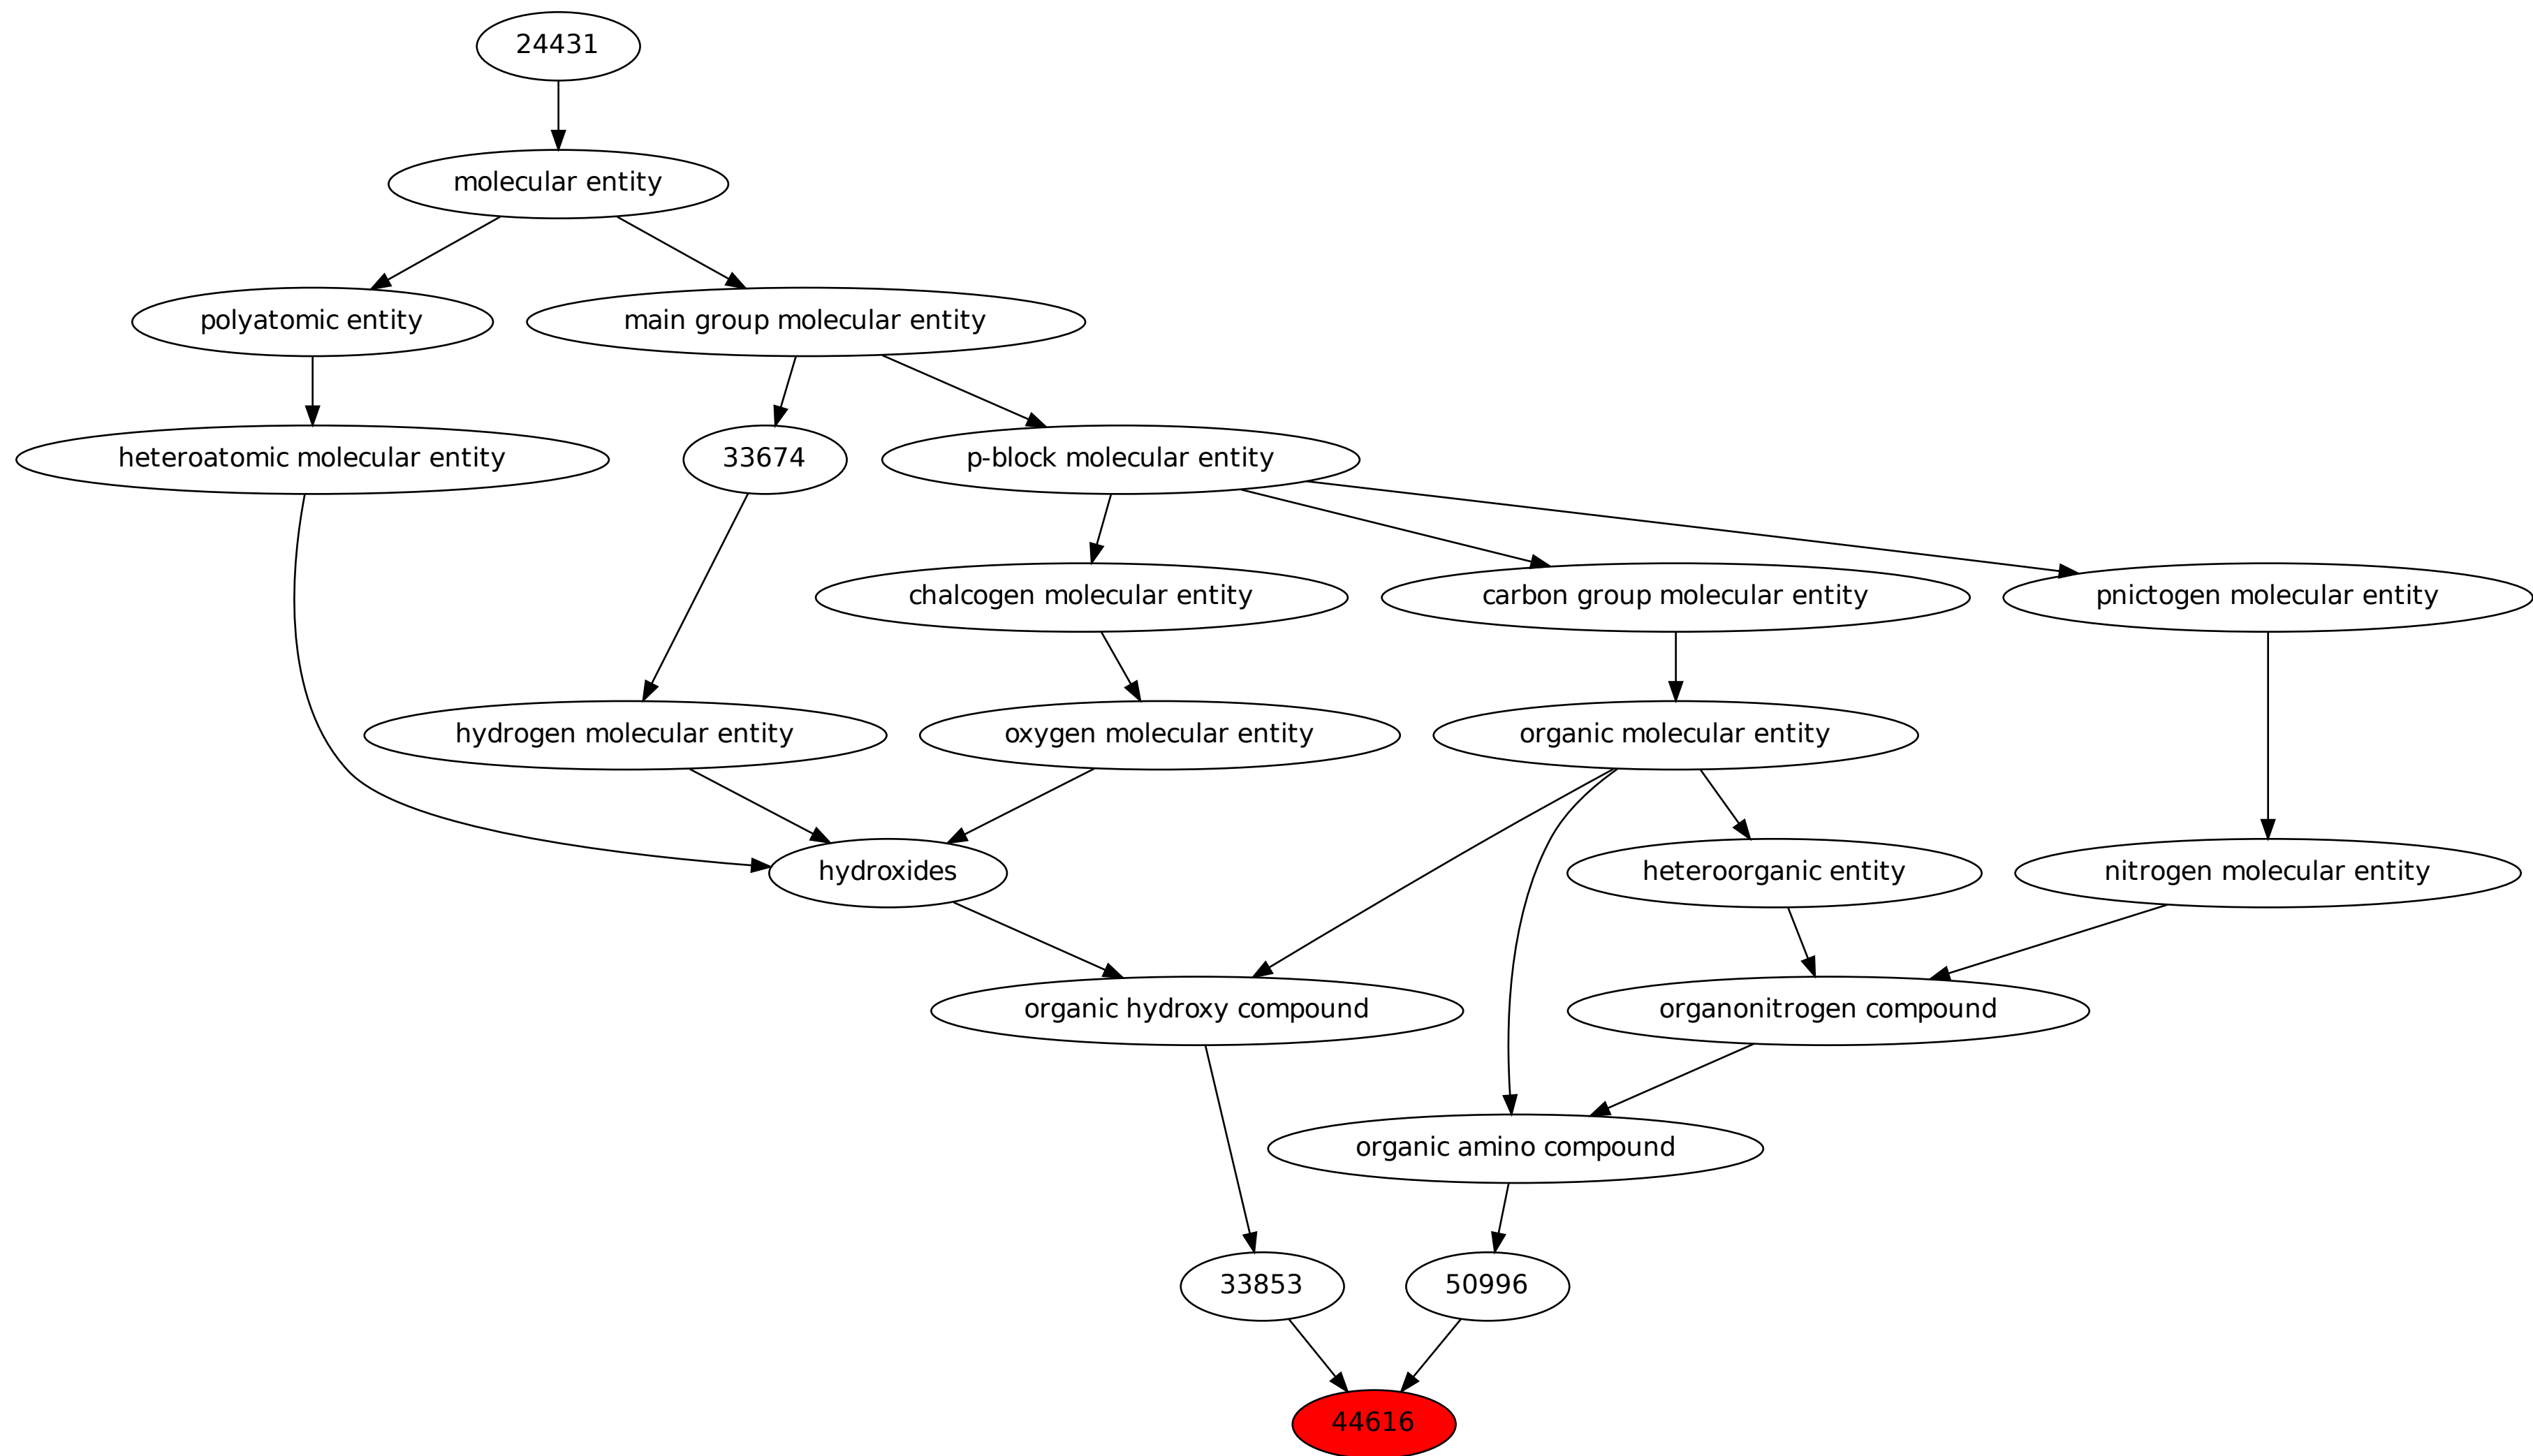 24431
molecular entity
polyatomic entity
main group molecular entity
heteroatomic molecular entity
33674
p-block molecular entity
chalcogen molecular entity
carbon group molecular entity
pnictogen molecular entity
hydrogen molecular entity
oxygen molecular entity
organic molecular entity
hydroxides
heteroorganic entity
nitrogen molecular entity
organic hydroxy compound
organonitrogen compound
organic amino compound
33853
50996
44616